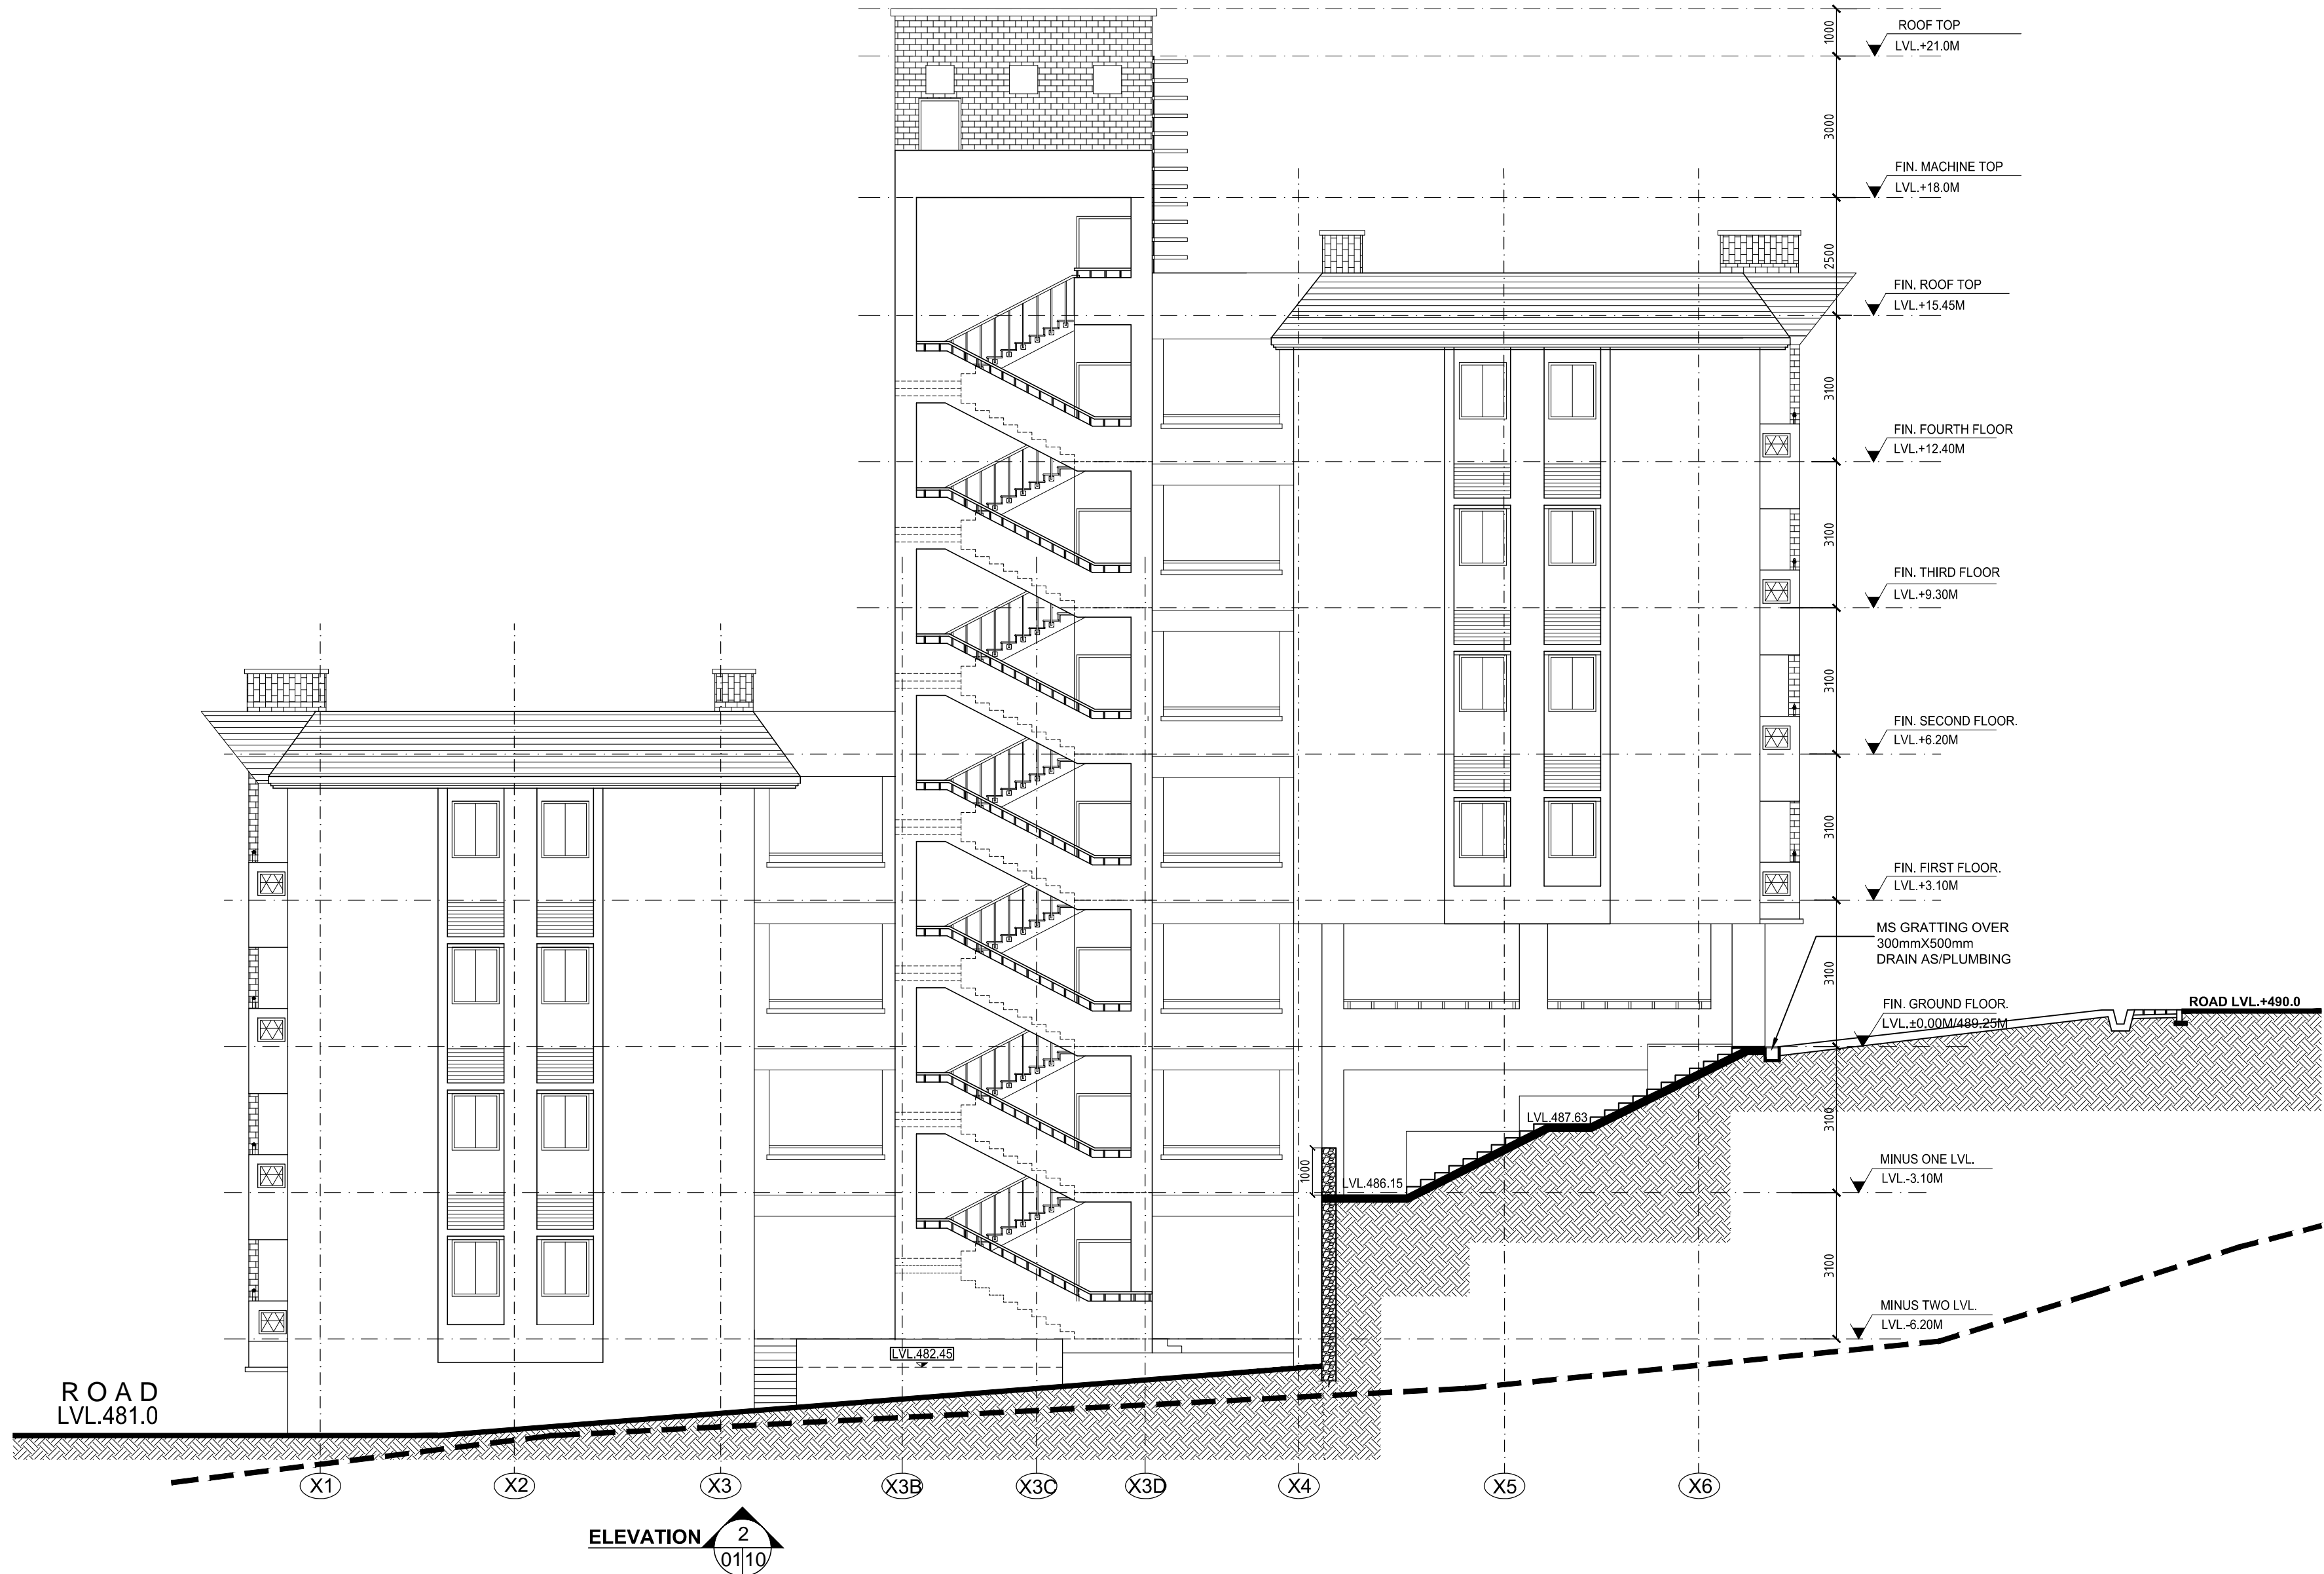 1000
ROOF TOP
LVL.+21.0M
3000
FIN. MACHINE TOP
LVL.+18.0M
2500
FIN. ROOF TOP
LVL.+15.45M
3100
FIN. FOURTH FLOOR
LVL.+12.40M
3100
FIN. THIRD FLOOR
LVL.+9.30M
3100
FIN. SECOND FLOOR.
LVL.+6.20M
3100
FIN. FIRST FLOOR.
LVL.+3.10M
MS GRATTING OVER
300mmX500mm
DRAIN AS/PLUMBING
3100
FIN. GROUND FLOOR.
LVL.±0.00M/489.25M
ROAD LVL.+490.0
3100
LVL.487.63
MINUS ONE LVL.
LVL.-3.10M
1000
LVL.486.15
3100
MINUS TWO LVL.
LVL.-6.20M
LVL.482.45
ROAD
LVL.481.0
X1
X2
X3
X3B
X3C
X3D
X4
X5
X6
ELEVATION
2
01|10